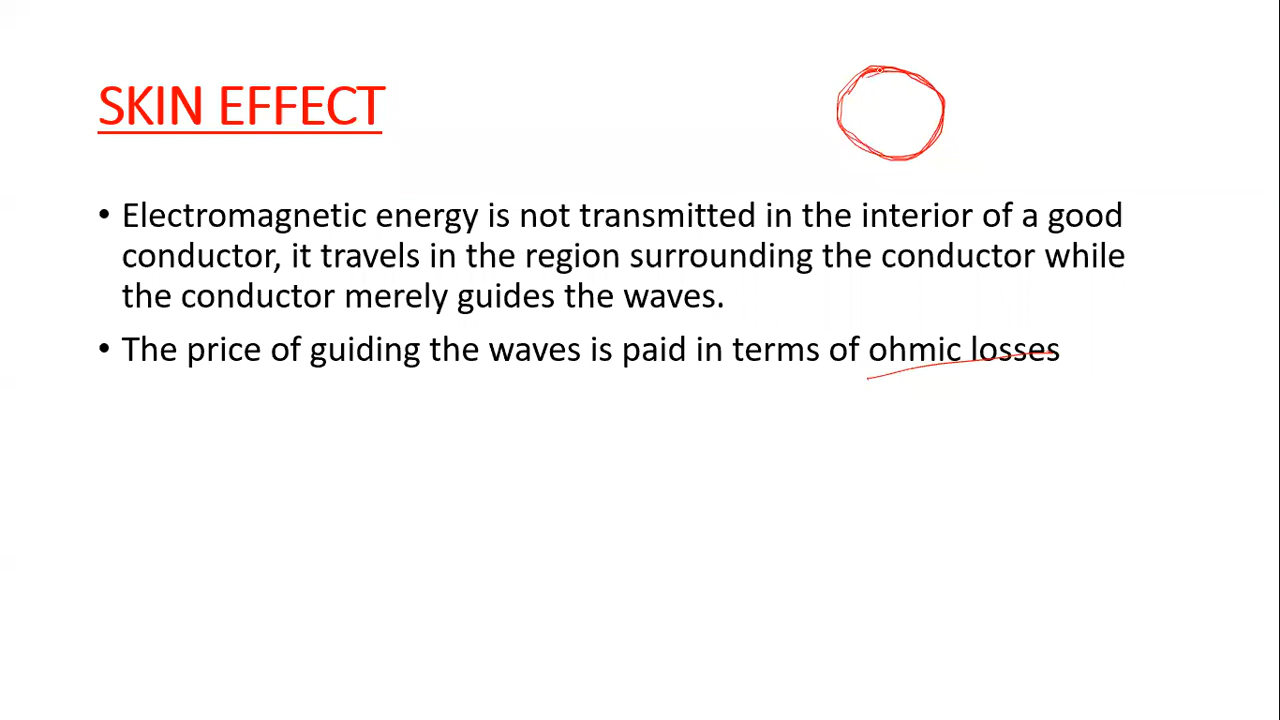 SKIN EFFECT
• Electromagnetic energy is not transmitted in the interior of a good
conductor, it travels in the region surrounding the conductor while
the conductor merely guides the waves.
• The price of guiding the waves is paid in terms of ohmic losses